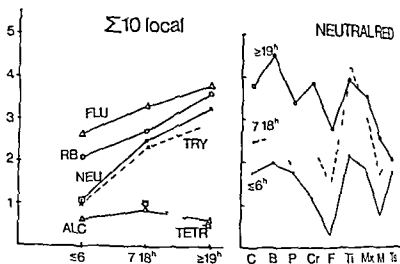 Σ10 local
NEUTRAL RED
5
4
3
2
1
FLU
RB
NEU
TRY
ALC
TETR
≥19h
7 18h
≤6h
≤6 7 18h ≥19h
C B P Cr F Ti Mx M Ts